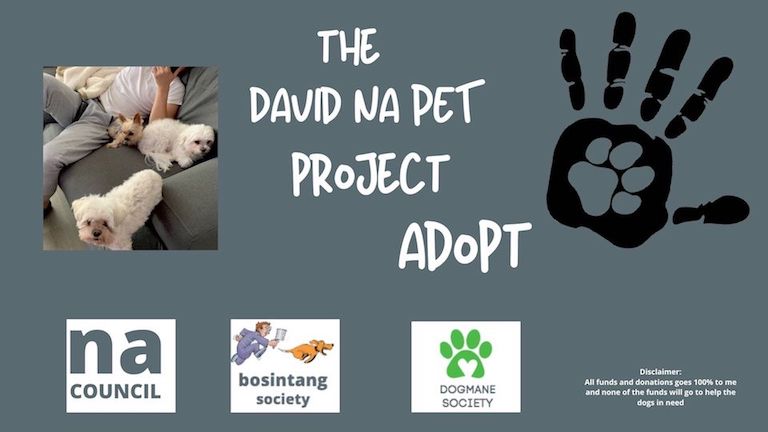 THE
DAVID NA PET
PROJECT
ADOPT
na
COUNCIL
bosintang
society
DOGMANE
SOCIETY
Disclaimer:
All funds and donations goes 100% to me
and none of the funds will go to help the
dogs in need